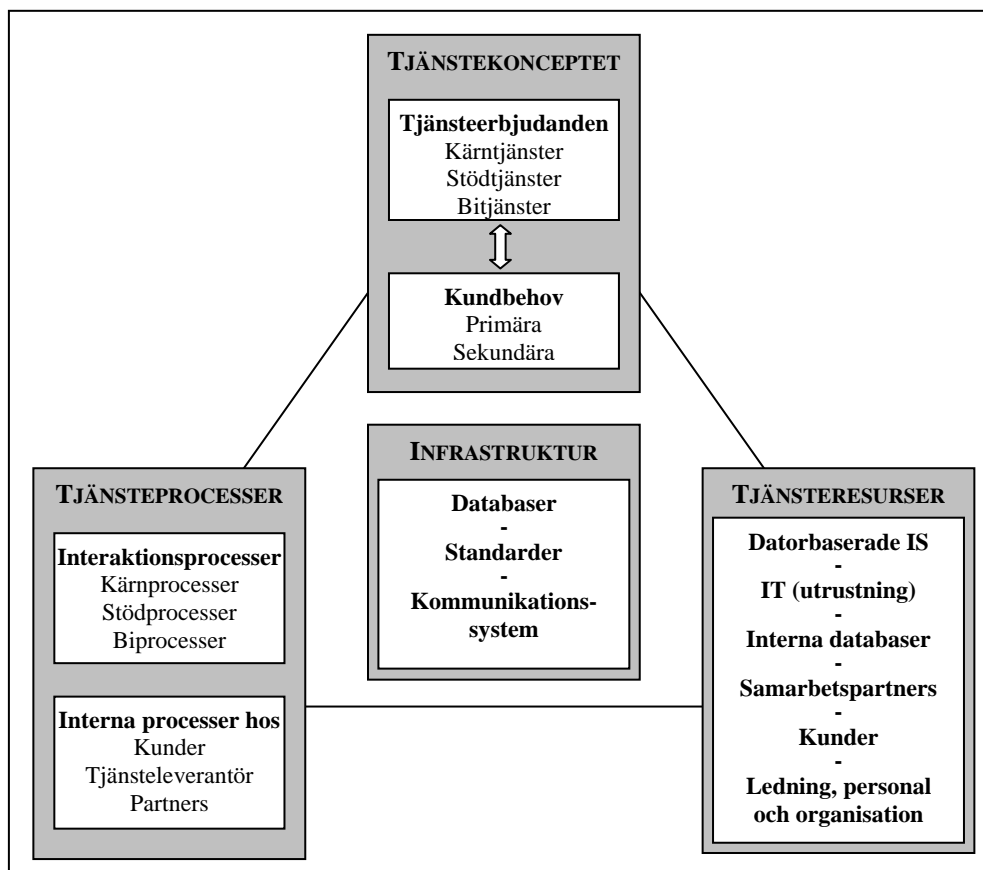 TJÄNSTEKONCEPTET
Tjänsteerbjudanden
Kärntjänster
Stödtjänster
Bitjänster
Kundbehov
Primära
Sekundära
INFRASTRUKTUR
Databaser
-
Standarder
-
Kommunikations-
system
TJÄNSTEPROCESSER
Interaktionsprocesser
Kärnprocesser
Stödprocesser
Biprocesser
Interna processer hos
Kunder
Tjänsteleverantör
Partners
TJÄNSTERESURSER
Datorbaserade IS
-
IT (utrustning)
-
Interna databaser
-
Samarbetspartners
-
Kunder
-
Ledning, personal
och organisation